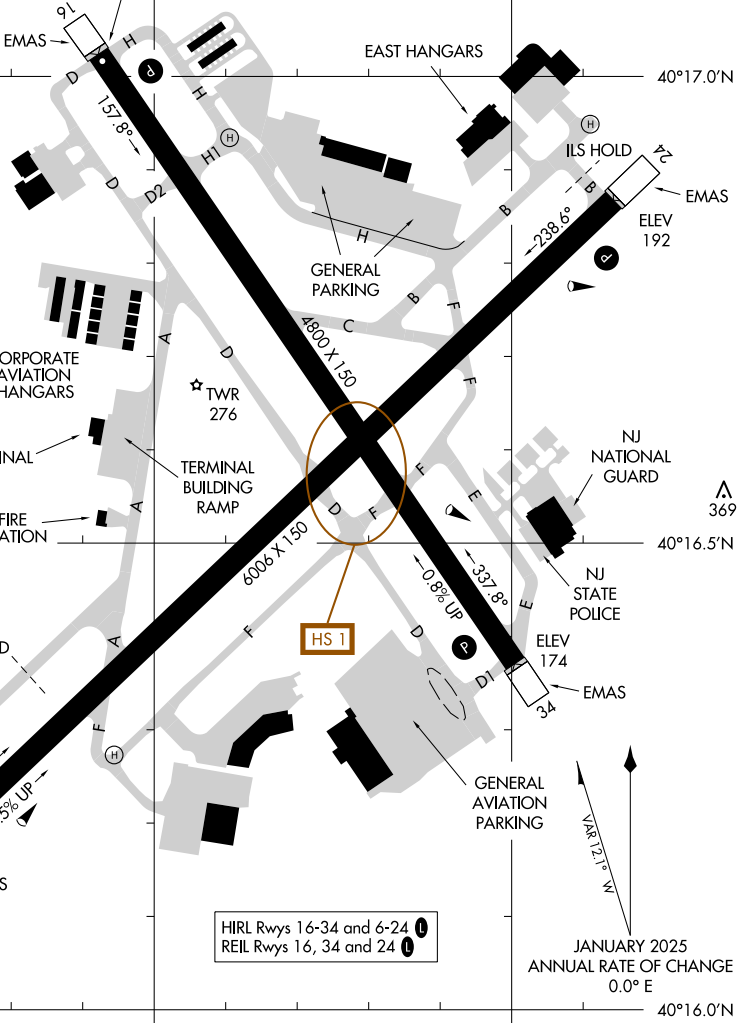 16
EMAS
H
D
P
157.8°
H
H
H1
D
D2
EAST HANGARS
40°17.0'N
H
ILS HOLD
24
B
EMAS
ELEV
192
B
238.6°
P
GENERAL
PARKING
H
B
F
C
4800 X 150
A
D
F
ORPORATE
AVIATION
HANGARS
TWR
276
NAL
TERMINAL
BUILDING
RAMP
A
FIRE
ATION
D
F
F
E
NJ
NATIONAL
GUARD
369
6006 X 150
40°16.5'N
NJ
STATE
POLICE
337.8°
0.8% UP
E
F
HS 1
D
P
ELEV
174
D1
EMAS
34
A
D
F
H
.5% UP
GENERAL
AVIATION
PARKING
VAR 12.1° W
S
HIRL Rwys 16-34 and 6-24 L
REIL Rwys 16, 34 and 24 L
JANUARY 2025
ANNUAL RATE OF CHANGE
0.0° E
40°16.0'N